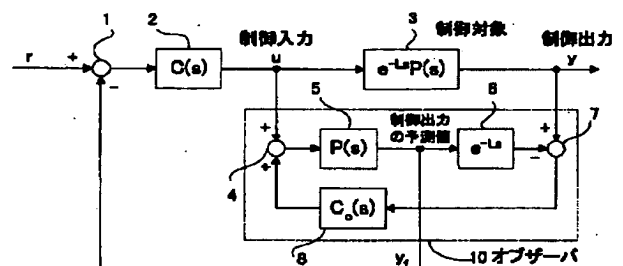 1
2
3
制御入力
制御対象
制御出力
r
+
−
C(s)
u
e^-Ls P(s)
y
5
制御出力
の予測値
6
7
+
+
4
P(s)
e^-Ls
+
−
C_o(s)
8
y_f
10 オブザーバ